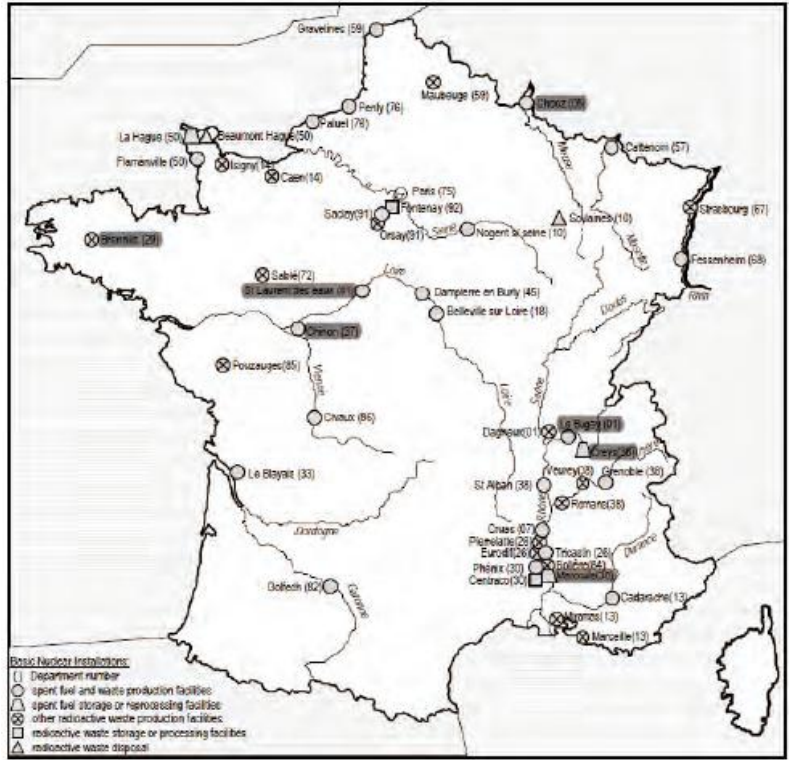 Gravelines (59)
Maubeuge (59)
Chooz (08)
Penly (76)
Paluel (76)
La Hague (50)
Beaumont Hague(50)
Cattenom (57)
Flamenville (50)
Isigny (14)
Caen (14)
Meuse
Paris (75)
Fontenay (92)
Saclay(91)
Orsay(91)
Seine
Nogent s/ seine (10)
Soulaines (10)
Strasbourg (67)
Moselle
Brennilis (29)
Fessenheim (68)
Sablé (72)
Loire
St Laurent des eaux (41)
Dampierre en Burly (45)
Belleville sur Loire (18)
Rhin
Doubs
Chinon (37)
Pouzauges(85)
Vienne
Loire
Saône
Civaux (86)
Dagneux(01)
Le Bugey (01)
Creys(38)
Isère
Le Blayais (33)
Veurey(38)
Grenoble (38)
St Alban (38)
Romans(38)
Rhône
Dordogne
Cruas (07)
Pierrelatte(26)
Durance
Eurodif(26)
Tricastin (26)
Phénix (30)
Centraco(30)
Golfech (82)
Garonne
Cadarache(13)
Miramas (13)
Marseille(13)
Basic Nuclear Installations:
() Department number
spent fuel and waste production facilities
spent fuel storage or reprocessing facilities
other radioactive waste production facilities
radioactive waste storage or processing facilities
radioactive waste disposal